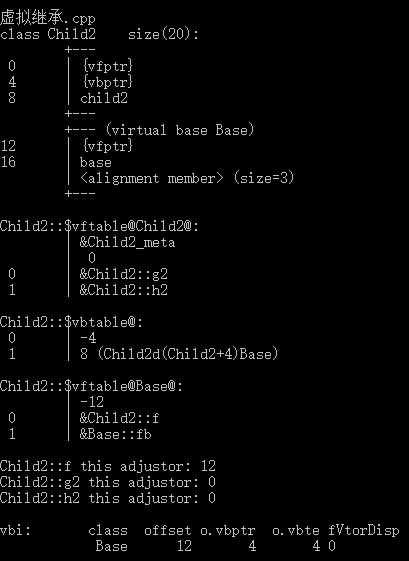 虚拟继承.cpp
class Child2    size(20):
        +---
 0      | {vfptr}
 4      | {vbptr}
 8      | child2
        +---
        +--- (virtual base Base)
12      | {vfptr}
16      | base
        | <alignment member> (size=3)
        +---
Child2::$vftable@Child2@:
        | &Child2_meta
        |  0
 0      | &Child2::g2
 1      | &Child2::h2
Child2::$vbtable@:
 0      | -4
 1      | 8 (Child2d(Child2+4)Base)
Child2::$vftable@Base@:
        | -12
 0      | &Child2::f
 1      | &Base::fb
Child2::f this adjustor: 12
Child2::g2 this adjustor: 0
Child2::h2 this adjustor: 0
vbi:       class  offset o.vbptr  o.vbte fVtorDisp
            Base      12       4       4 0